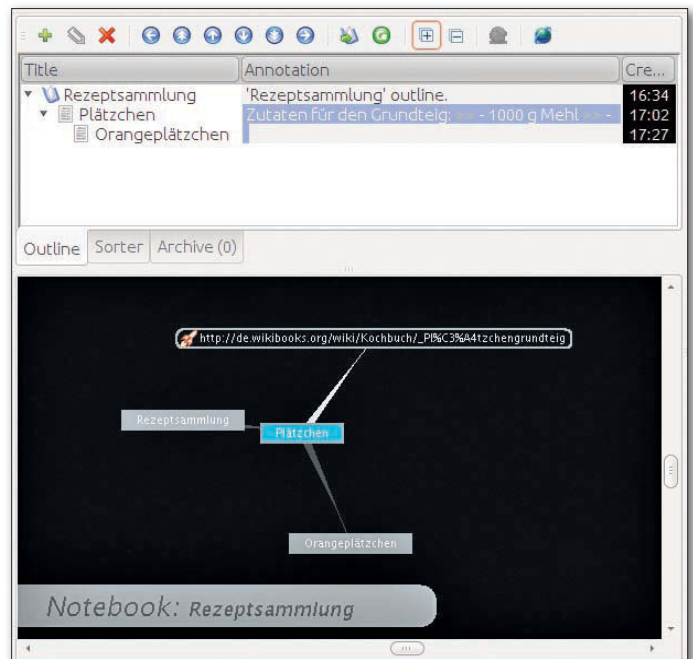 Title Annotation Cre...
Rezeptsammlung 'Rezeptsammlung' outline. 16:34
Plätzchen Zutaten für den Grundteig: >> - 1000 g Mehl >> - 17:02
Orangeplätzchen 17:27
Outline Sorter Archive (0)
http://de.wikibooks.org/wiki/Kochbuch/_Pl%C3%A4tzchengrundteig
Rezeptsammlung
Plätzchen
Orangeplätzchen
Notebook: Rezeptsammlung